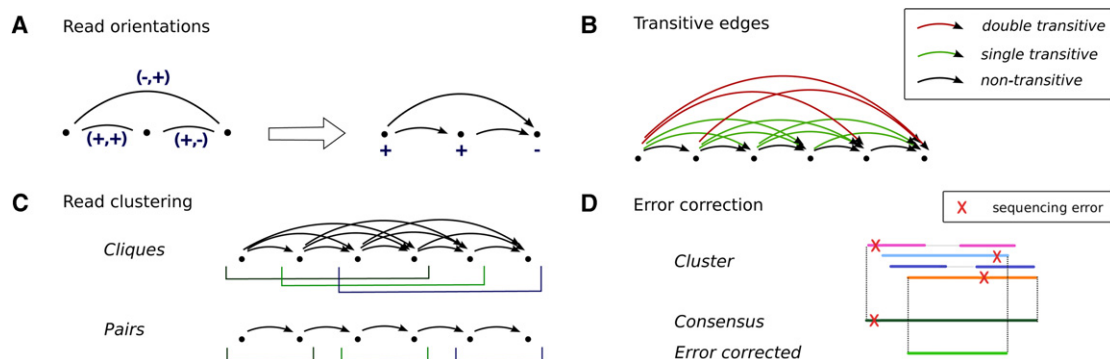 A Read orientations
(-,+)
(+,+) (+,-)
+ + -
B Transitive edges
double transitive
single transitive
non-transitive
C Read clustering
Cliques
Pairs
D Error correction
X sequencing error
Cluster
Consensus
Error corrected